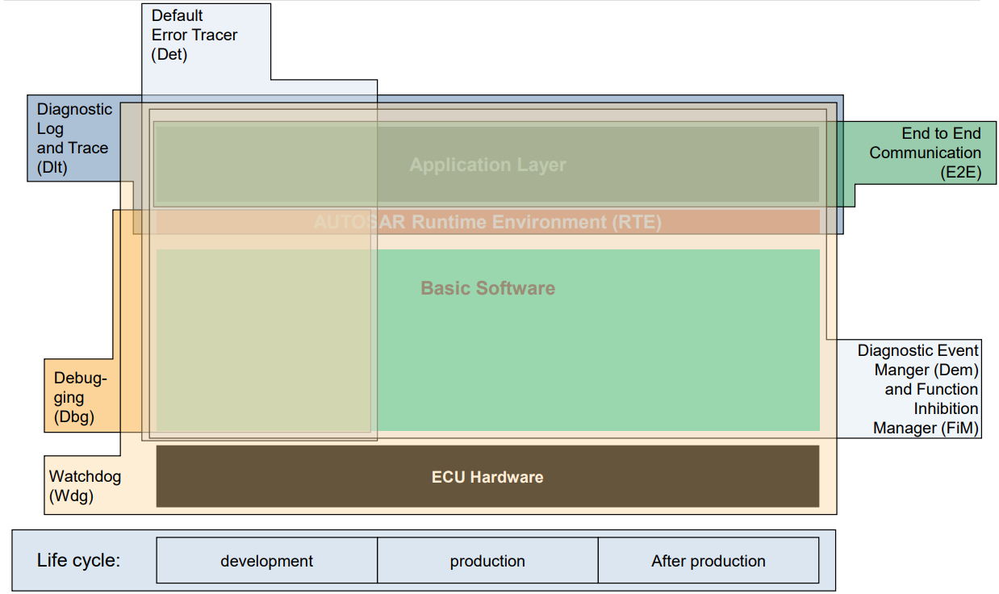 Default
Error Tracer
(Det)
Diagnostic
Log
and Trace
(Dlt)
End to End
Communication
(E2E)
Application Layer
AUTOSAR Runtime Environment (RTE)
Basic Software
Diagnostic Event
Manger (Dem)
and Function
Inhibition
Manager (FiM)
Debug-
ging
(Dbg)
Watchdog
(Wdg)
ECU Hardware
Life cycle:
development
production
After production